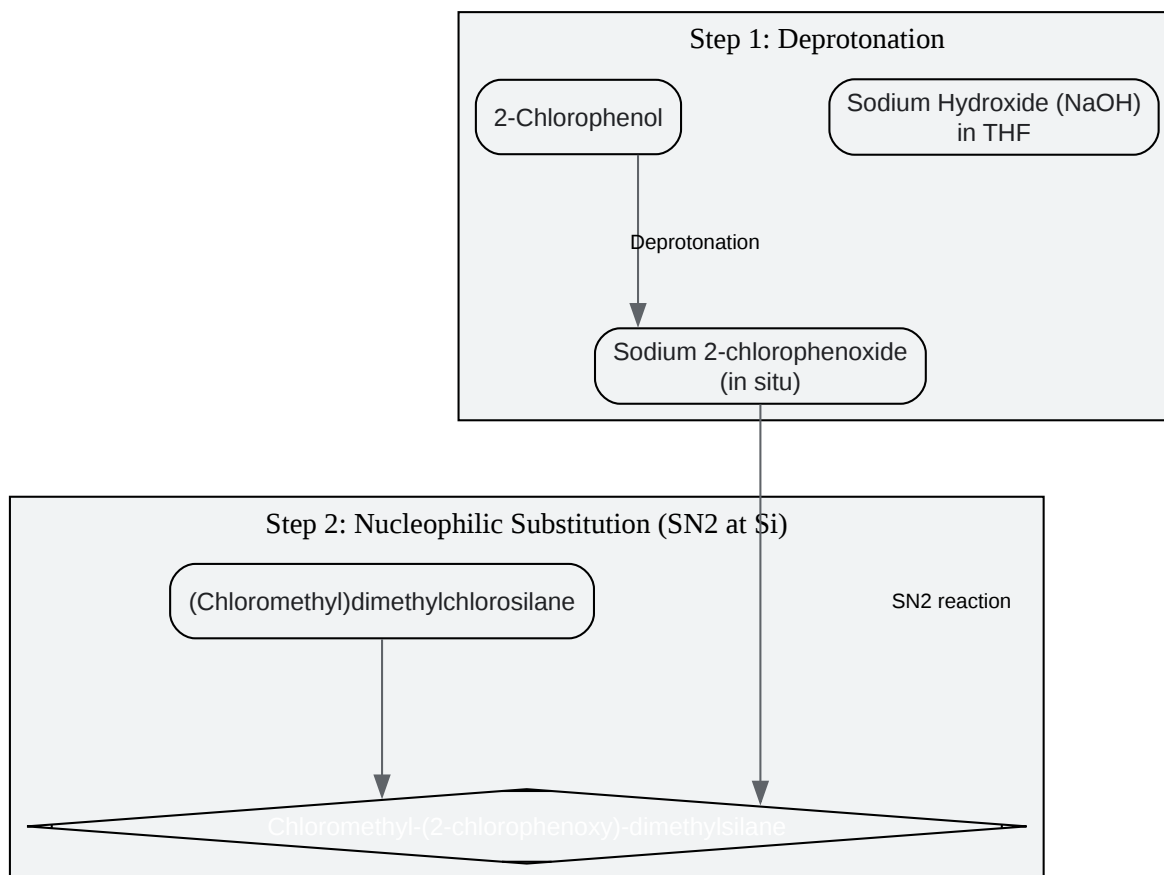 Step 1: Deprotonation
2-Chlorophenol
Sodium Hydroxide (NaOH)
in THF
Deprotonation
Sodium 2-chlorophenoxide
(in situ)
Step 2: Nucleophilic Substitution (SN2 at Si)
(Chloromethyl)dimethylchlorosilane
SN2 reaction
Chloromethyl-(2-chlorophenoxy)-dimethylsilane